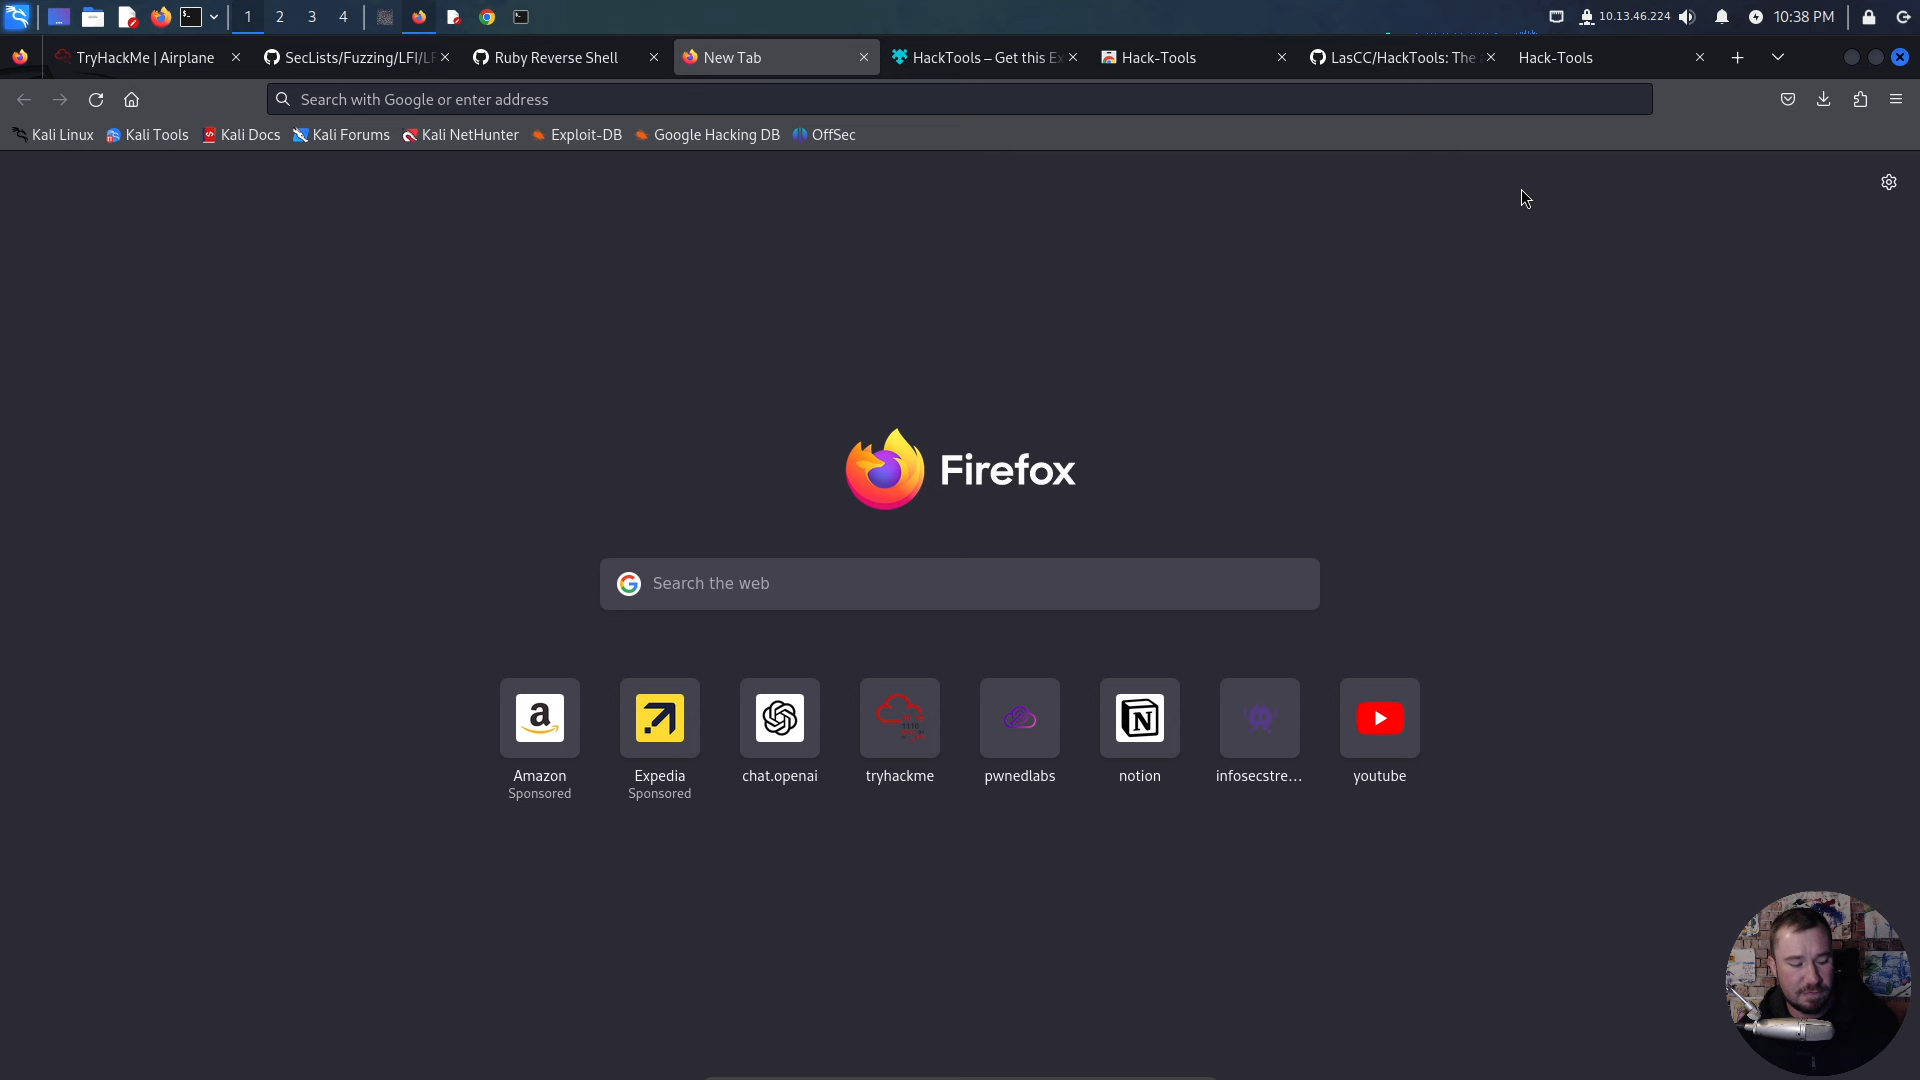 1 2 3 4
10.13.46.224 10:38 PM
TryHackMe | Airplane
SecLists/Fuzzing/LFI/LF
Ruby Reverse Shell
New Tab
HackTools – Get this Ex
Hack-Tools
LasCC/HackTools: The
Hack-Tools
Search with Google or enter address
Kali Linux Kali Tools Kali Docs Kali Forums Kali NetHunter Exploit-DB Google Hacking DB OffSec
Firefox
Search the web
Amazon
Sponsored
Expedia
Sponsored
chat.openai
tryhackme
pwnedlabs
notion
infosecstre...
youtube